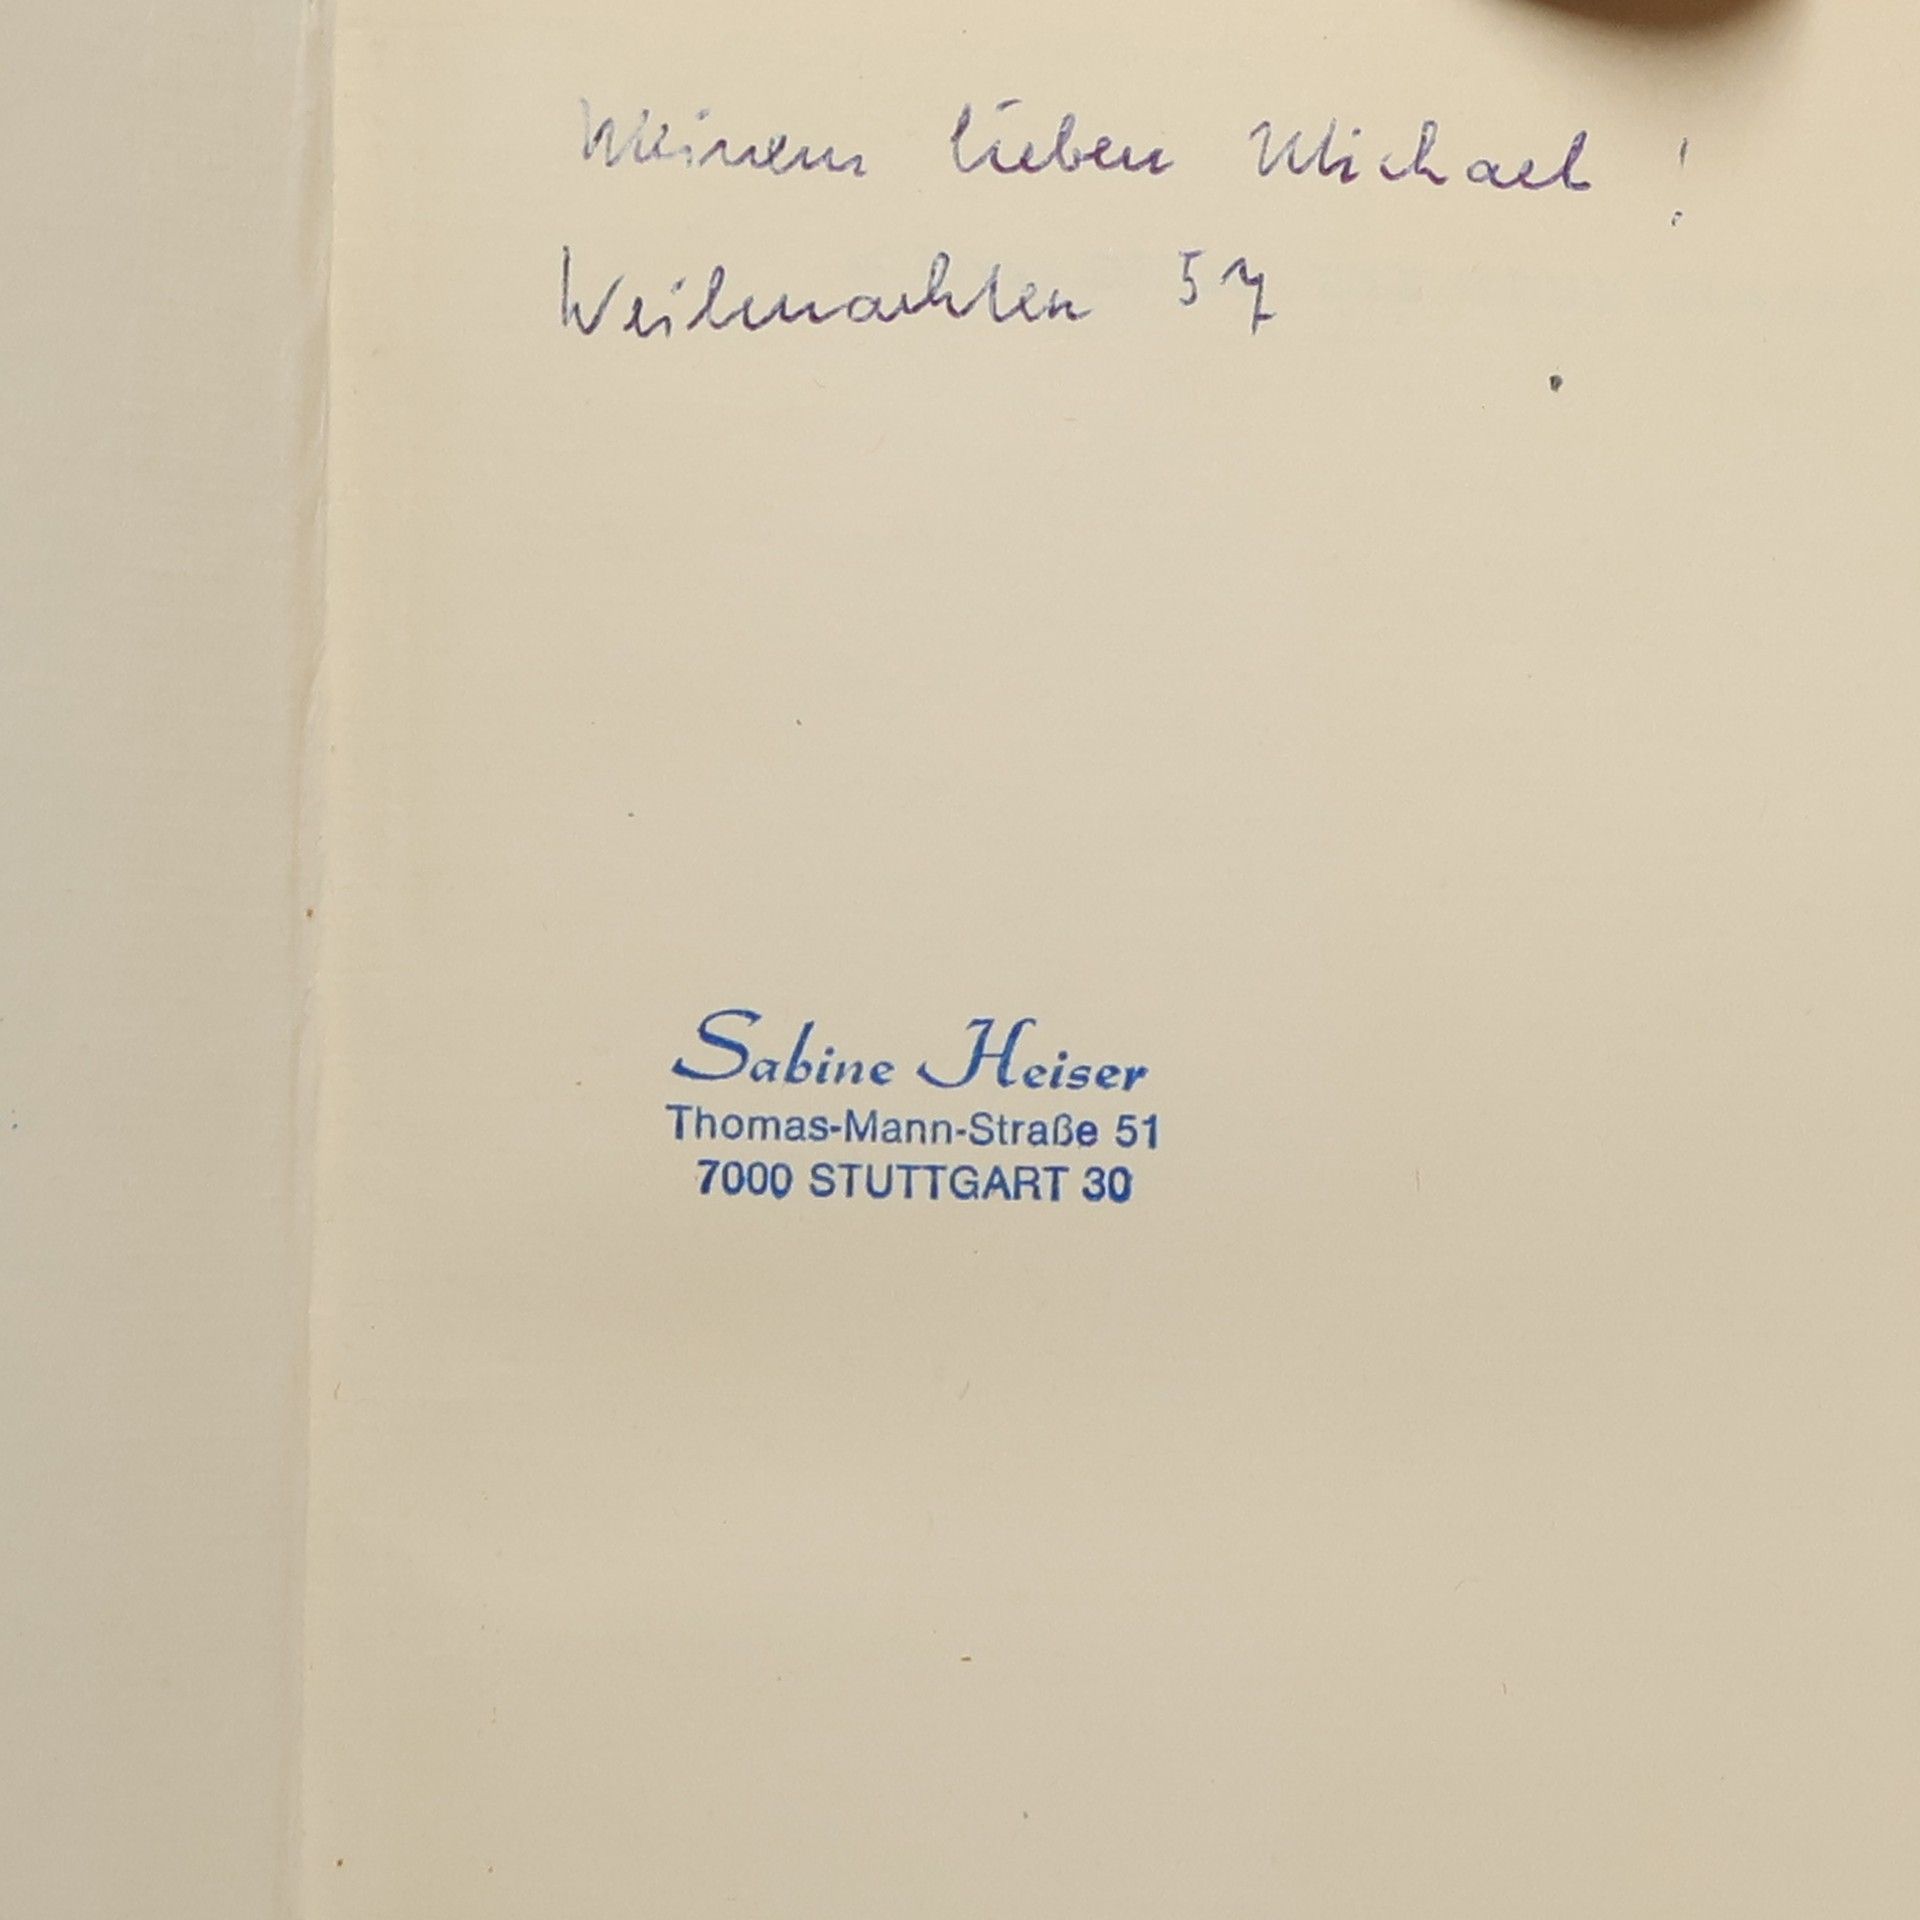 Meinem lieben Michael !
Weihnachten 57
Sabine Heiser
Thomas-Mann-Straße 51
7000 STUTTGART 30